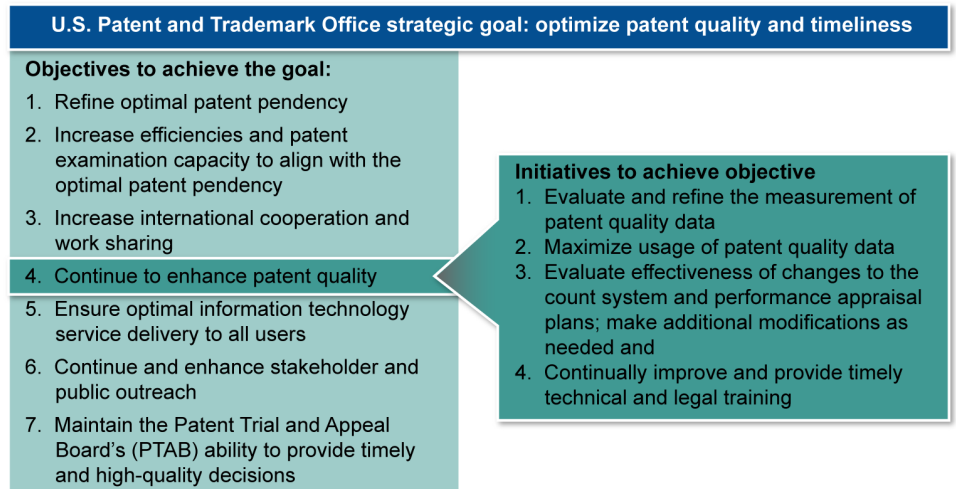 U.S. Patent and Trademark Office strategic goal: optimize patent quality and timeliness
Objectives to achieve the goal:
1. Refine optimal patent pendency
2. Increase efficiencies and patent
examination capacity to align with the
optimal patent pendency
3. Increase international cooperation and
work sharing
4. Continue to enhance patent quality
5. Ensure optimal information technology
service delivery to all users
6. Continue and enhance stakeholder and
public outreach
7. Maintain the Patent Trial and Appeal
Board's (PTAB) ability to provide timely
and high-quality decisions
Initiatives to achieve objective
1. Evaluate and refine the measurement of
patent quality data
2. Maximize usage of patent quality data
3. Evaluate effectiveness of changes to the
count system and performance appraisal
plans; make additional modifications as
needed and
4. Continually improve and provide timely
technical and legal training